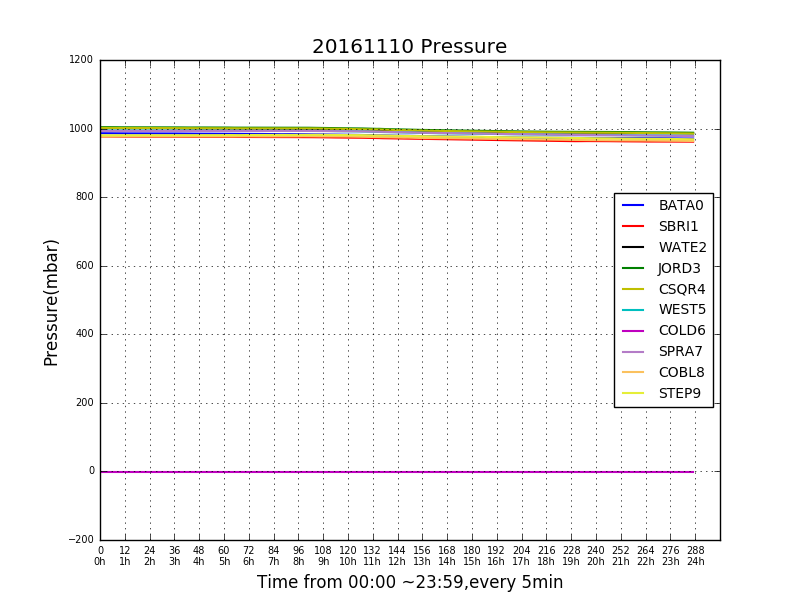 20161110 Pressure
1200
1000
800
600
400
200
0
−200
Pressure(mbar)
BATA0
SBRI1
WATE2
JORD3
CSQR4
WEST5
COLD6
SPRA7
COBL8
STEP9
0 12 24 36 48 60 72 84 96 108 120 132 144 156 168 180 192 204 216 228 240 252 264 276 288
0h 1h 2h 3h 4h 5h 6h 7h 8h 9h 10h 11h 12h 13h 14h 15h 16h 17h 18h 19h 20h 21h 22h 23h 24h
Time from 00:00 ~23:59,every 5min